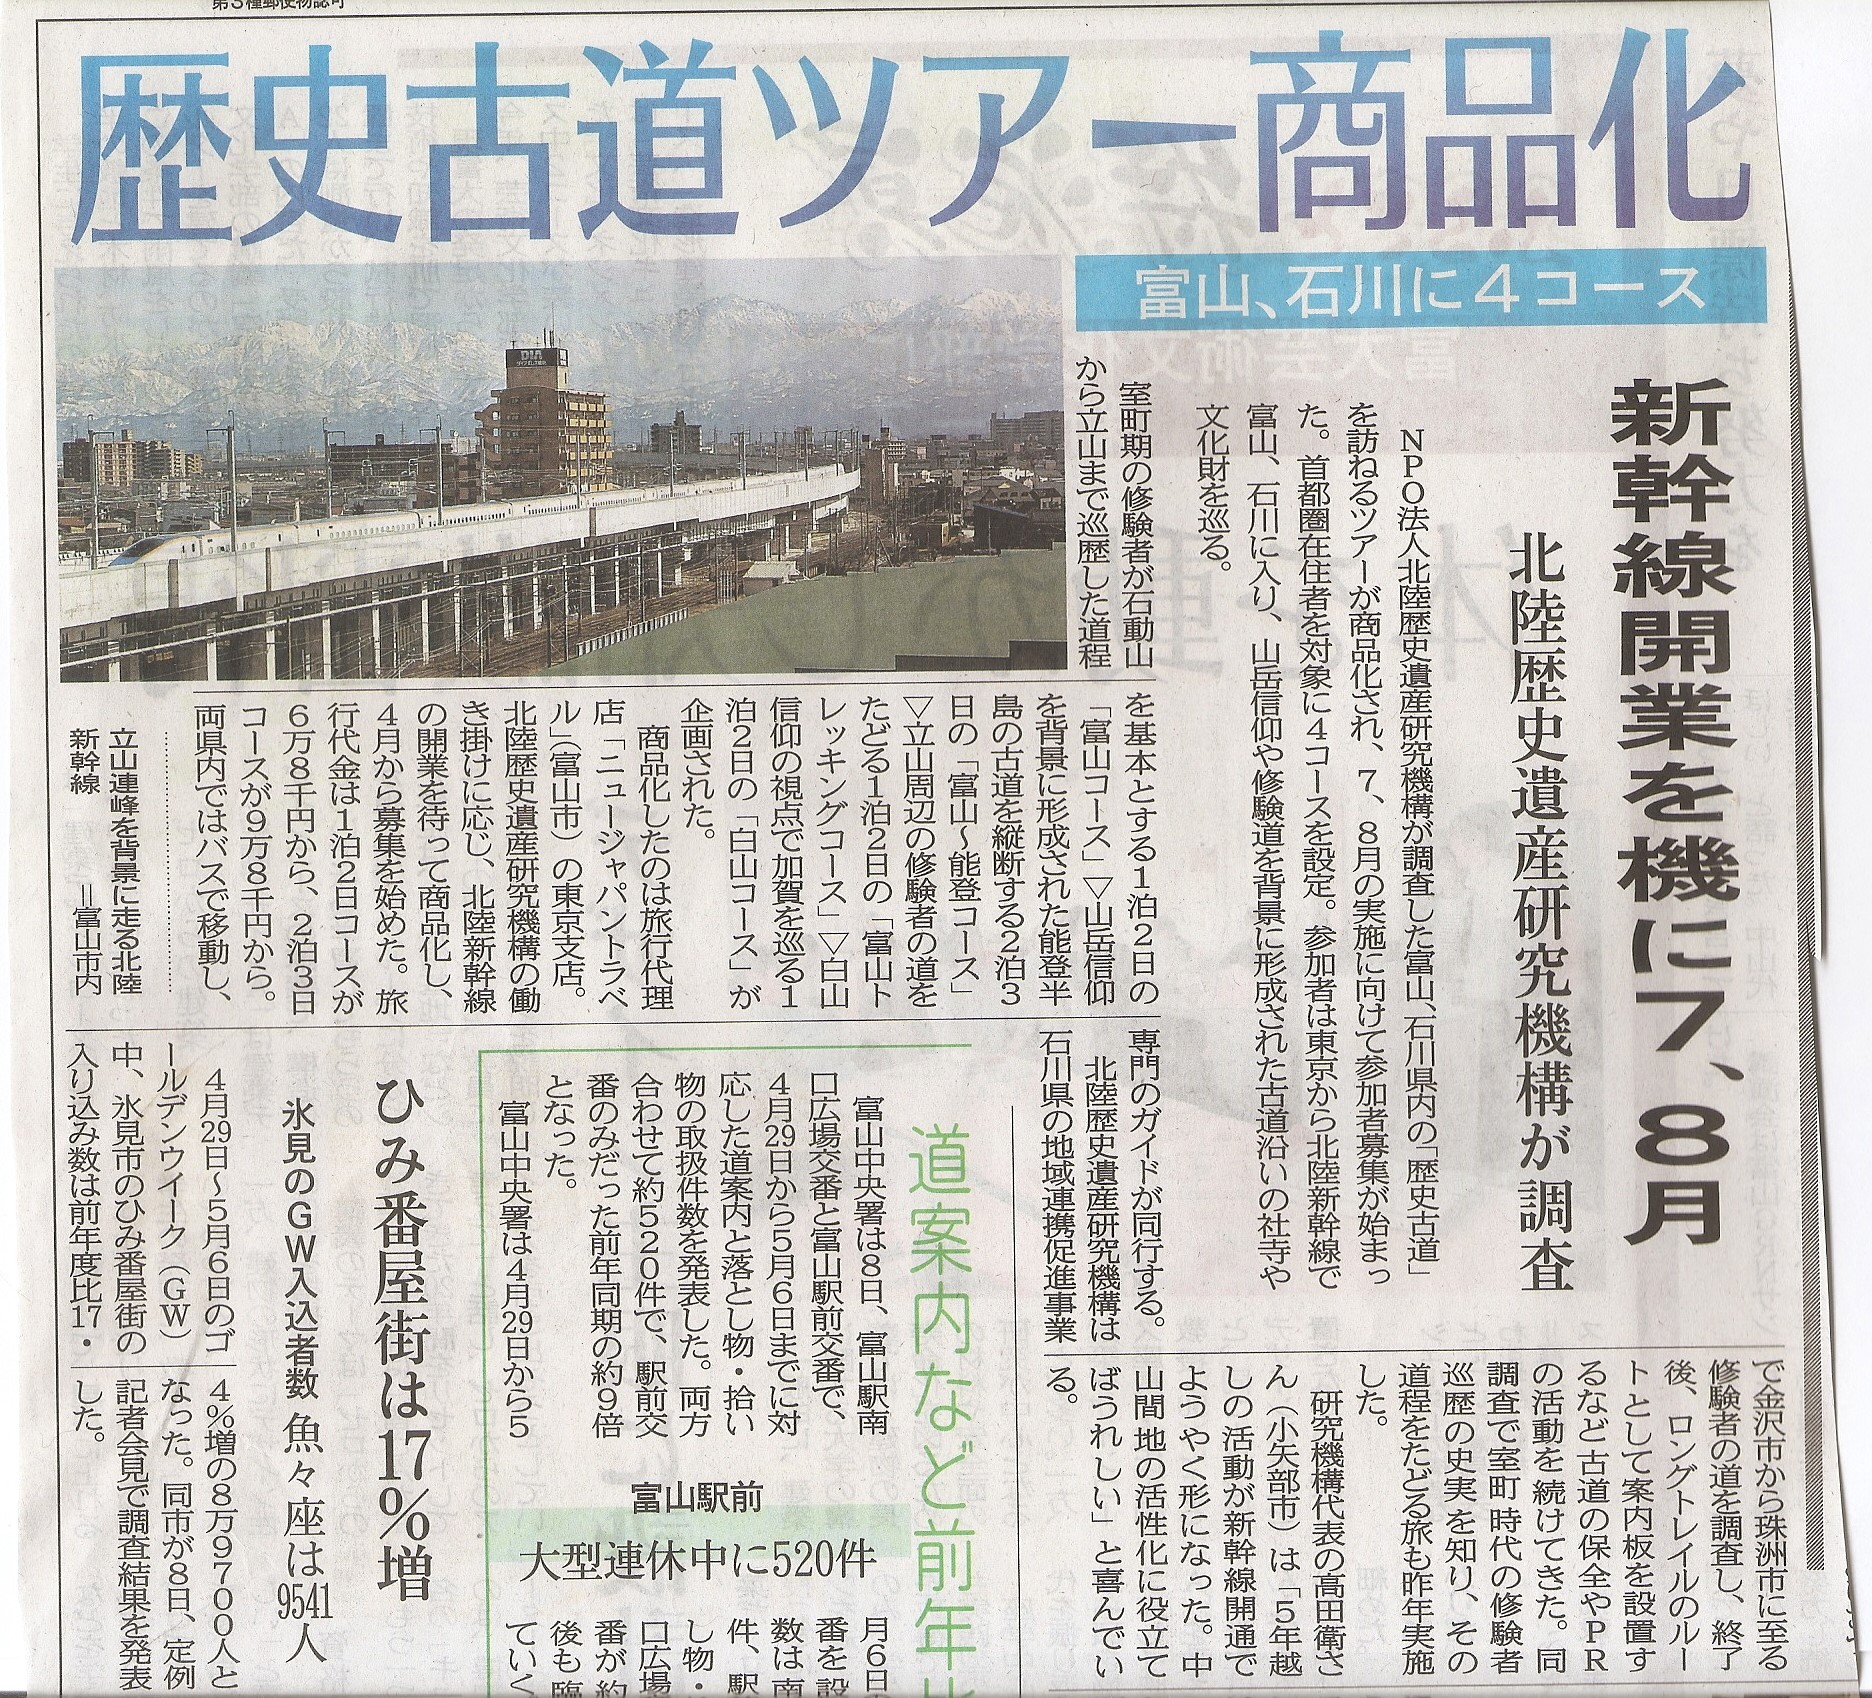 第3種郵便物認可
歴史古道ツアー商品化
富山、石川に4コース
新幹線開業を機に7、8月
北陸歴史遺産研究機構が調査
NPO法人北陸歴史遺産研究機構が調査した富山、石川県内の「歴史古道」
を訪ねるツアーが商品化され、7、8月の実施に向けて参加者募集が始まっ
た。首都圏在住者を対象に4コースを設定。参加者は東京から北陸新幹線で
富山、石川に入り、山岳信仰や修験道を背景に形成された古道沿いの社寺や
文化財を巡る。
室町期の修験者が石動山
から立山まで巡歴した道程
を基本とする1泊2日の
「富山コース」▽山岳信仰
を背景に形成された能登半
島の古道を縦断する2泊3
日の「富山~能登コース」
▽立山周辺の修験者の道を
たどる1泊2日の「富山ト
レッキングコース」▽白山
信仰の視点で加賀を巡る1
泊2日の「白山コース」が
企画された。
商品化したのは旅行代理
店「ニュージャパントラベ
ル」(富山市)の東京支店。
北陸歴史遺産研究機構の働
き掛けに応じ、北陸新幹線
の開業を待って商品化し、
4月から募集を始めた。旅
行代金は1泊2日コースが
6万8千円から、2泊3日
コースが9万8千円から。
両県内ではバスで移動し、
専門のガイドが同行する。
北陸歴史遺産研究機構は
石川県の地域連携促進事業
で金沢市から珠洲市に至る
修験者の道を調査し、終了
後、ロングトレイルのルー
トとして案内板を設置す
るなど古道の保全やPR
の活動を続けてきた。同
調査で室町時代の修験者
巡歴の史実を知り、その
道程をたどる旅も昨年実施
した。
研究機構代表の高田衛さ
ん(小矢部市)は「5年越
しの活動が新幹線開通で
ようやく形になった。中
山間地の活性化に役立て
ばうれしい」と喜んでい
る。
立山連峰を背景に走る北陸
新幹線 =富山市内
DIA
道案内など前年比
富山駅前
大型連休中に520件
富山中央署は8日、富山駅南
口広場交番と富山駅前交番で、
4月29日から5月6日までに対
応した道案内と落とし物・拾い
物の取扱件数を発表した。両方
合わせて約520件で、駅前交
番のみだった前年同期の約9倍
となった。
富山中央署は4月29日から5
月6日の
番を設
数は南
件、駅
し物・
口広場
番が約
後も臨
ていく
ひみ番屋街は17%増
氷見のGW入込者数 魚々座は9541人
4月29日~5月6日のゴ
ールデンウイーク(GW)
中、氷見市のひみ番屋街の
入り込み数は前年度比17・
4%増の8万9700人と
なった。同市が8日、定例
記者会見で調査結果を発表
した。